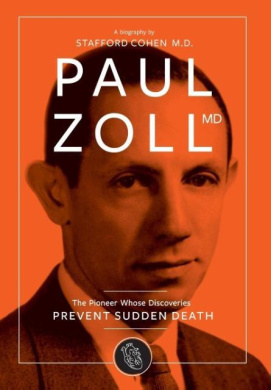 A biography by
STAFFORD COHEN M.D.
PAUL
ZOLL MD
The Pioneer Whose Discoveries
PREVENT SUDDEN DEATH